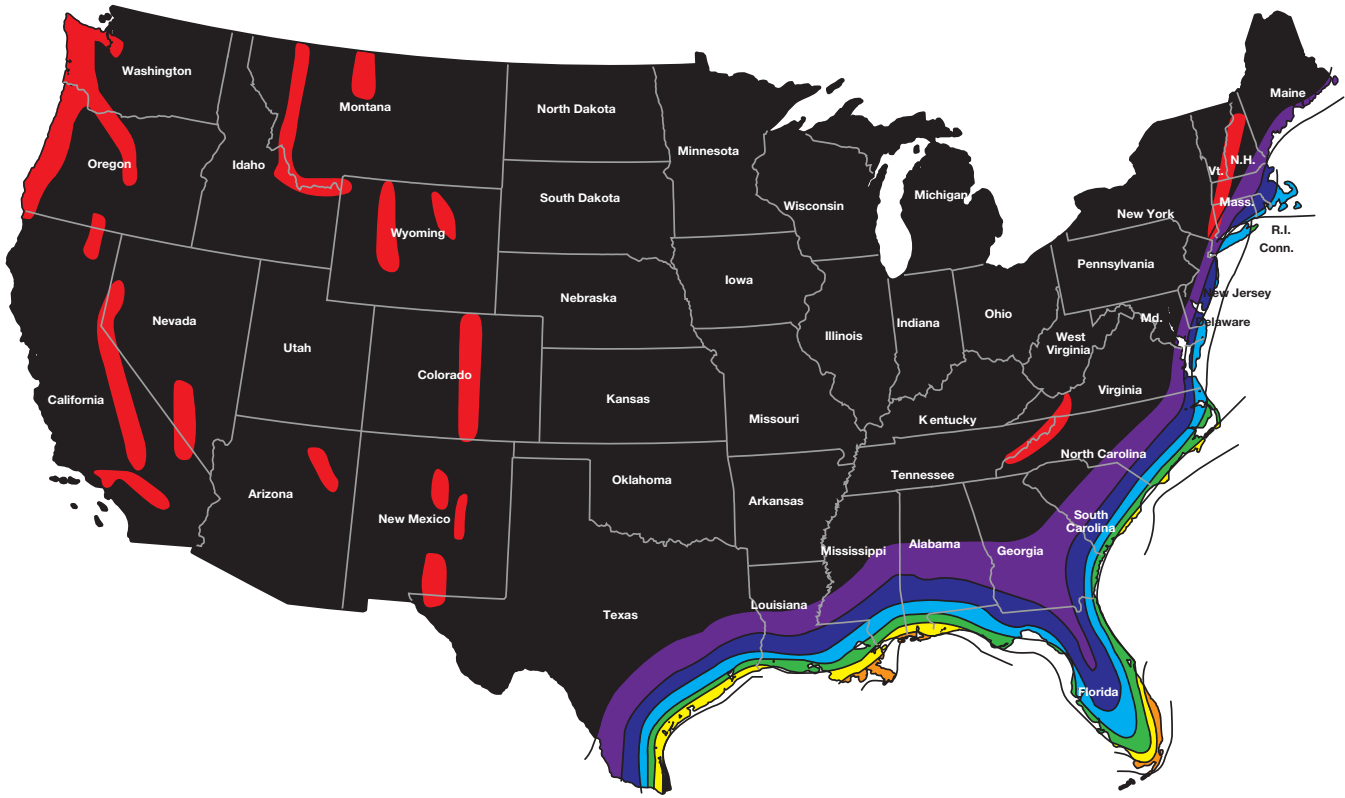 Washington
Montana
North Dakota
Minnesota
Maine
Oregon
Idaho
South Dakota
Wisconsin
Michigan
Vt.
N.H.
New York
Mass.
R.I.
Conn.
Wyoming
Iowa
Pennsylvania
New Jersey
Nebraska
Nevada
Utah
Illinois
Indiana
Ohio
Md.
Delaware
West
Virginia
Colorado
California
Kansas
Missouri
Kentucky
Virginia
Tennessee
North Carolina
Arizona
New Mexico
Oklahoma
Arkansas
South
Carolina
Mississippi
Alabama
Georgia
Texas
Louisiana
Florida